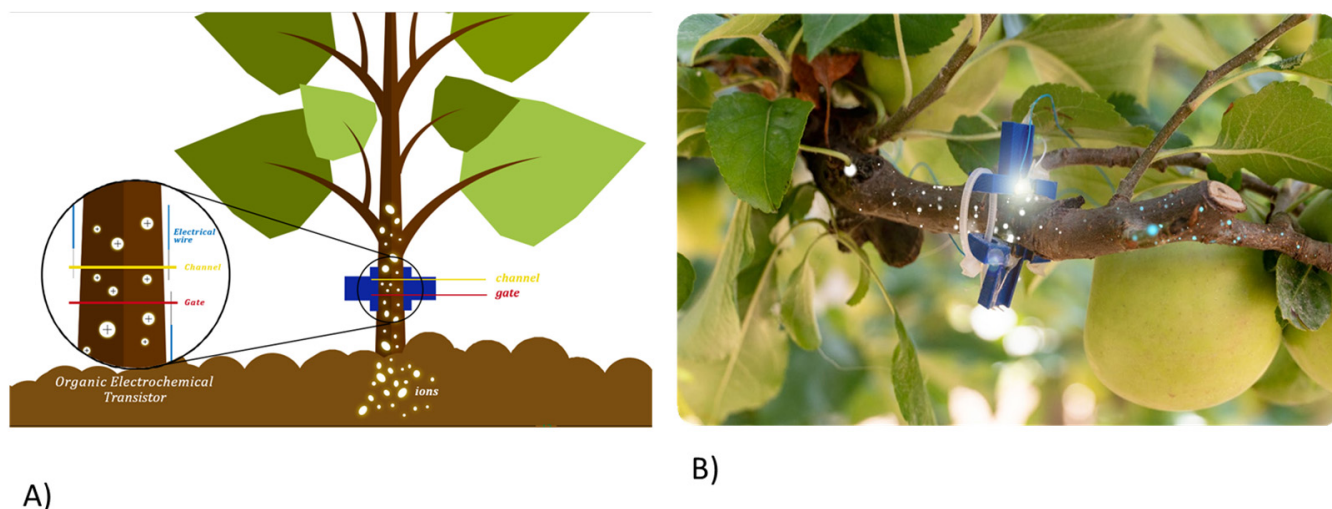 Electrical
wire
Channel
Gate
channel
gate
Organic Electrochemical
Transistor
ions
A)
B)